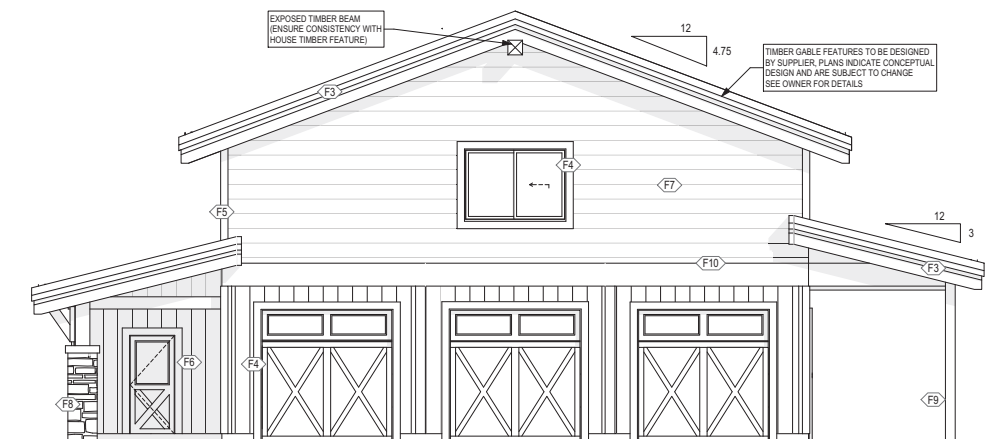 EXPOSED TIMBER BEAM
(ENSURE CONSISTENCY WITH
HOUSE TIMBER FEATURE)
12
4.75
TIMBER GABLE FEATURES TO BE DESIGNED
BY SUPPLIER, PLANS INDICATE CONCEPTUAL
DESIGN AND ARE SUBJECT TO CHANGE
SEE OWNER FOR DETAILS
F3
F4
F7
F5
12
3
F10
F3
F6
F4
F8
F9